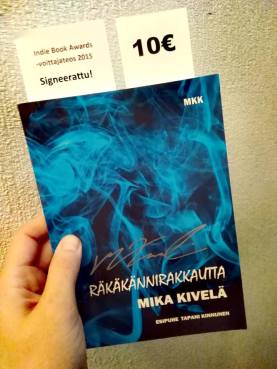 Indie Book Awards
-voittajateos 2015
Signeerattu!
10€
MKK
RÄKÄKÄNNIRAKKAUTTA
MIKA KIVELÄ
ESIPUHE TAPANI KINNUNEN